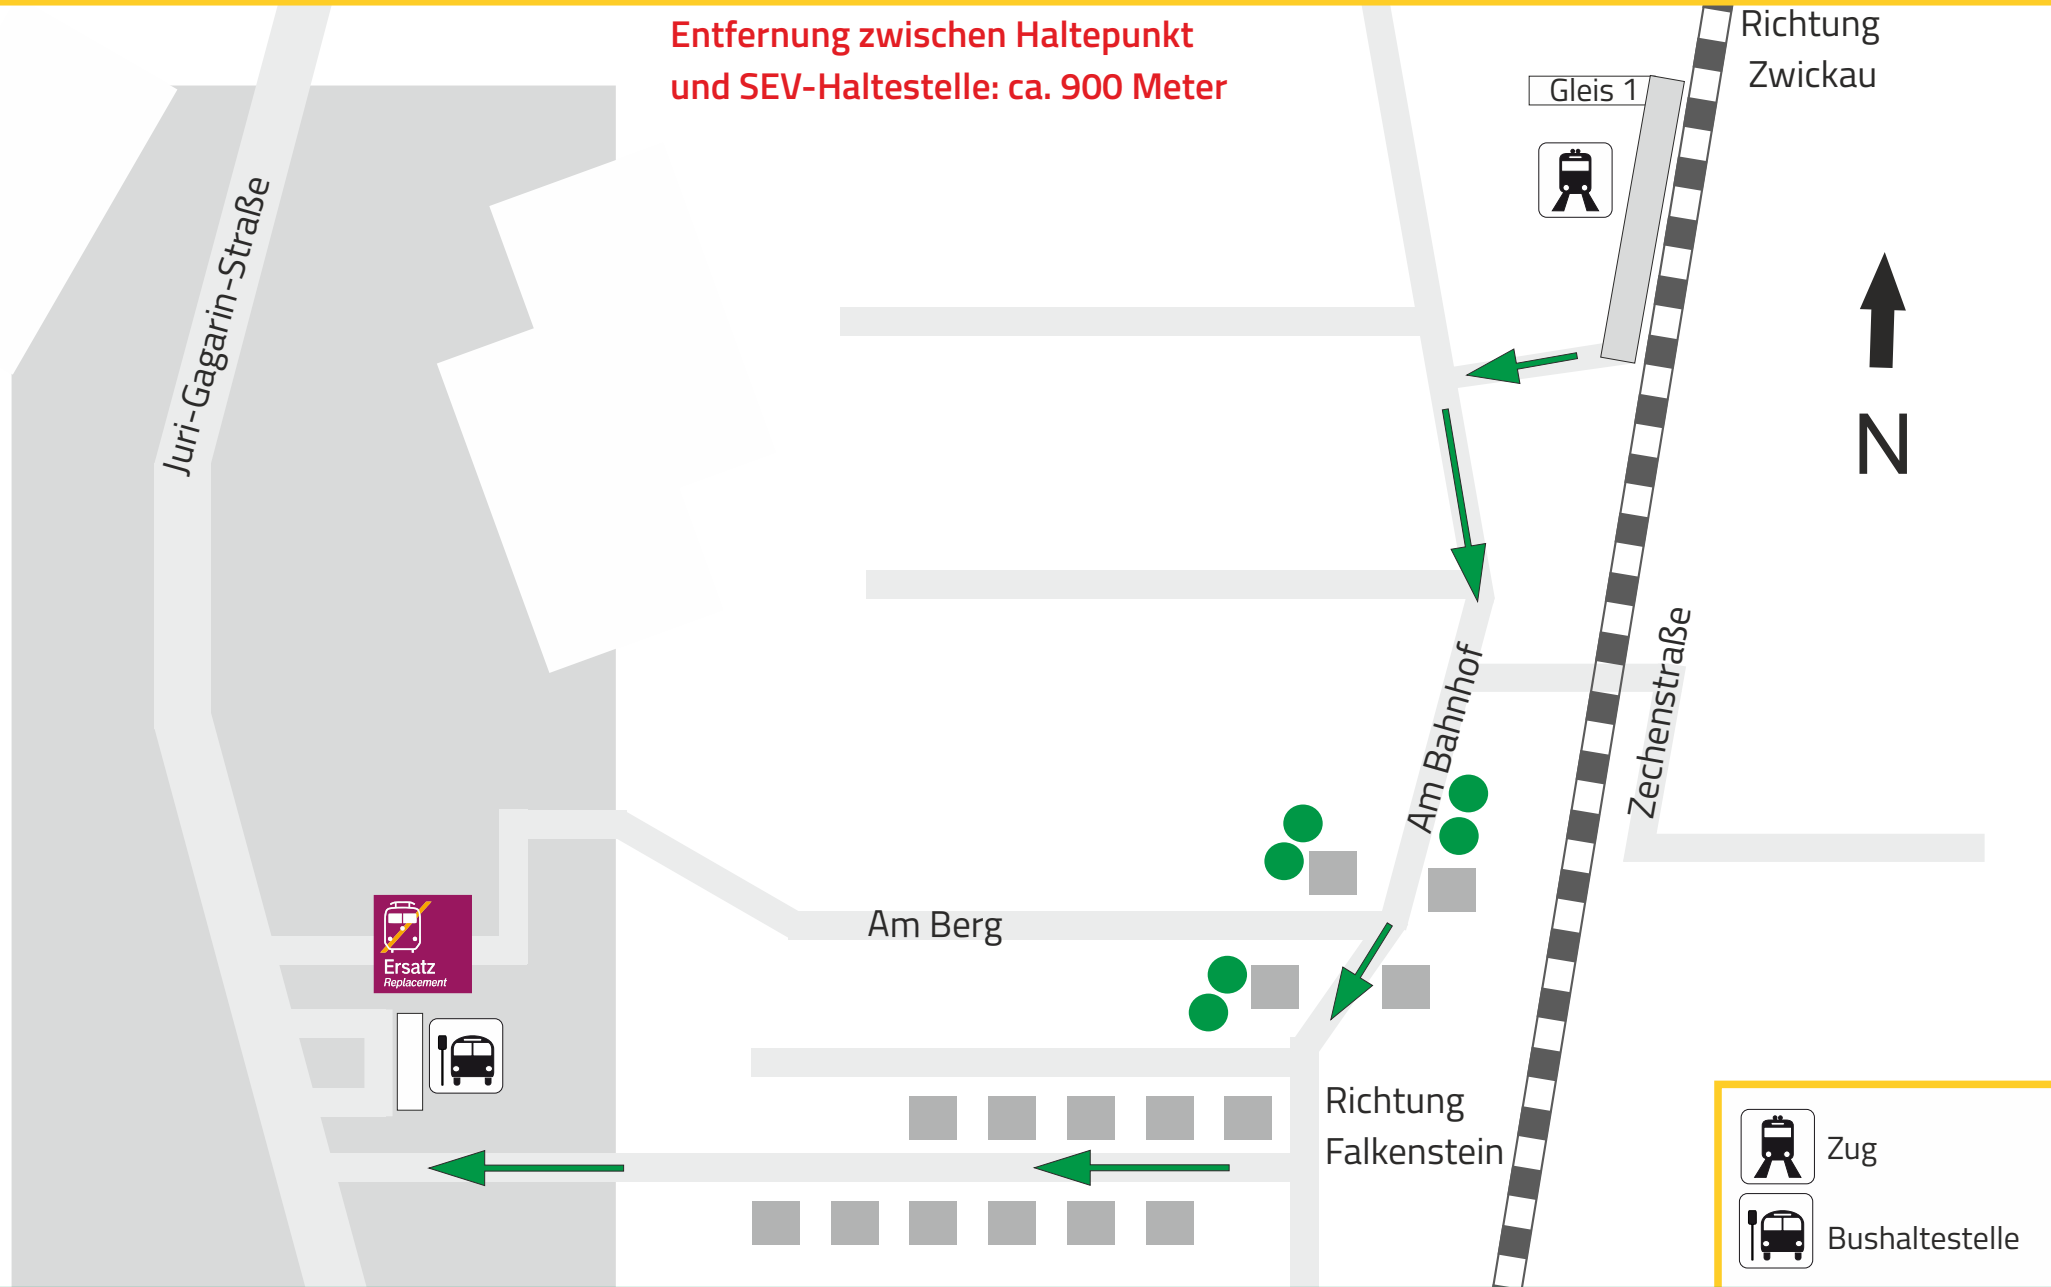 Entfernung zwischen Haltepunkt
und SEV-Haltestelle: ca. 900 Meter
Richtung
Zwickau
Gleis 1
Juri-Gagarin-Straße
N
Zechenstraße
Am Bahnhof
Am Berg
Ersatz
Replacement
Richtung
Falkenstein
Zug
Bushaltestelle